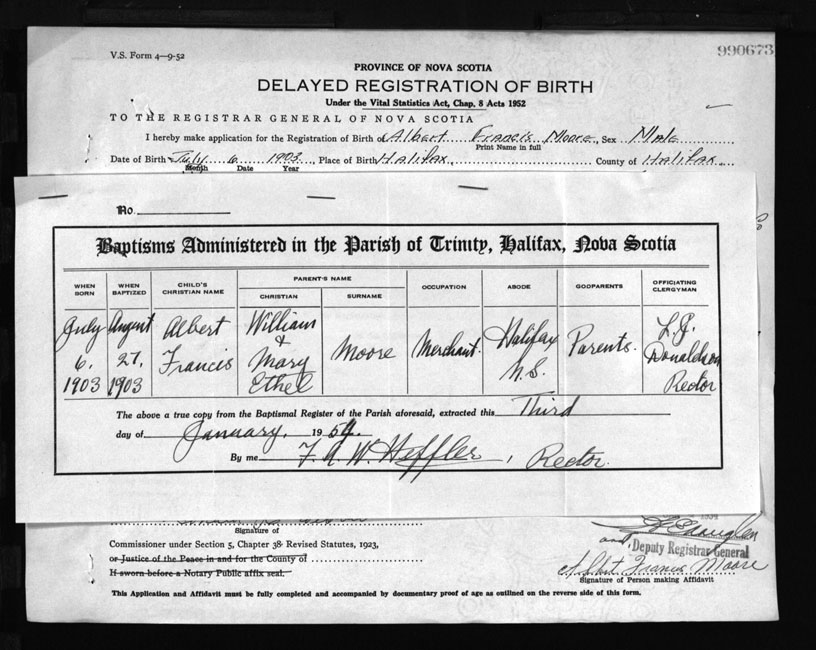 V.S. Form 4—9-52
990673
PROVINCE OF NOVA SCOTIA
DELAYED REGISTRATION OF BIRTH
Under the Vital Statistics Act, Chap. 8 Acts 1952
TO THE REGISTRAR GENERAL OF NOVA SCOTIA
I hereby make application for the Registration of Birth of Albert Francis Moore, Sex Male
Print Name in full
Date of Birth July 6 1903, Place of Birth Halifax, County of Halifax
Month Date Year
No.
Baptisms Administered in the Parish of Trinity, Halifax, Nova Scotia
WHEN BORN WHEN BAPTIZED CHILD'S CHRISTIAN NAME PARENT'S NAME OCCUPATION ABODE GODPARENTS OFFICIATING CLERGYMAN
CHRISTIAN SURNAME
July August Albert William Moore Merchant. Halifax Parents. L.J.
6, 27, Francis & Mary N.S. Donaldson
1903 1903 Ethel Rector
The above a true copy from the Baptismal Register of the Parish aforesaid, extracted this Third
day of January, 1954.
By me F. A. W. Heffler, Rector.
Signature of
Commissioner under Section 5, Chapter 38 Revised Statutes, 1923,
or Justice of the Peace in and for the County of
If sworn before a Notary Public affix seal.
and Deputy Registrar General
Albert Francis Moore
Signature of Person making Affidavit
This Application and Affidavit must be fully completed and accompanied by documentary proof of age as outlined on the reverse side of this form.